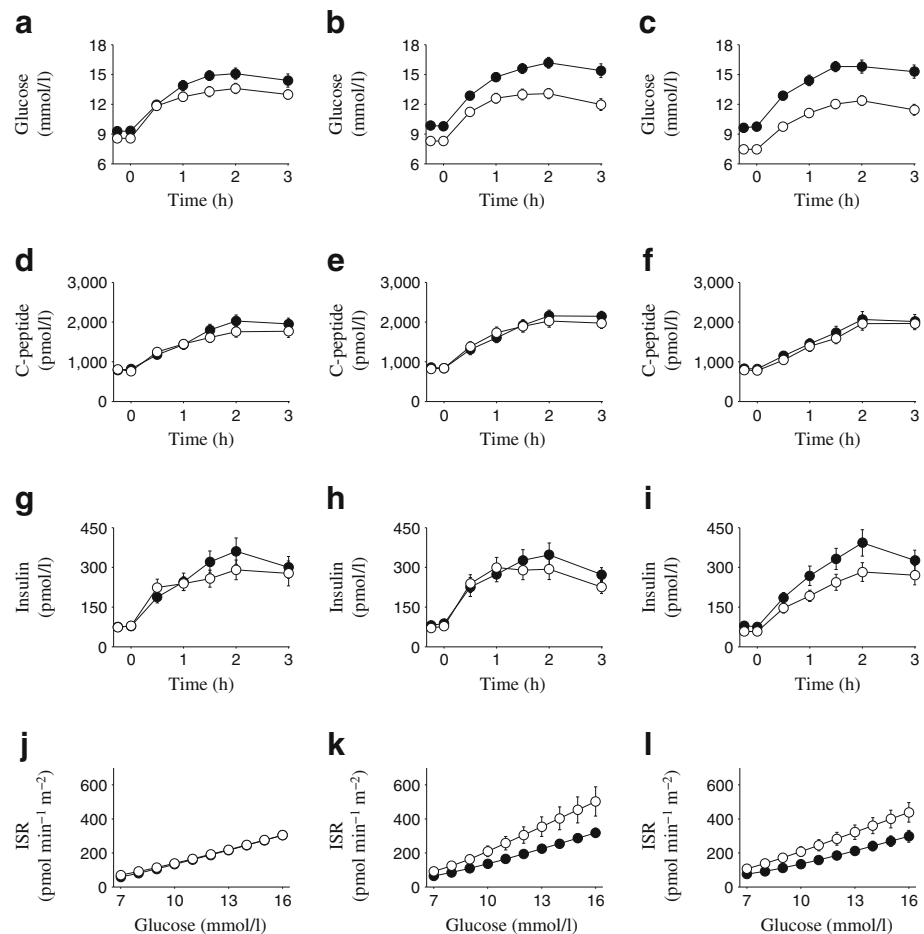 a
b
c
Glucose
(mmol/l)
18
15
12
9
6
0 1 2 3
Time (h)
Glucose
(mmol/l)
18
15
12
9
6
0 1 2 3
Time (h)
Glucose
(mmol/l)
18
15
12
9
6
0 1 2 3
Time (h)
d
e
f
C-peptide
(pmol/l)
3,000
2,000
1,000
0
0 1 2 3
Time (h)
C-peptide
(pmol/l)
3,000
2,000
1,000
0
0 1 2 3
Time (h)
C-peptide
(pmol/l)
3,000
2,000
1,000
0
0 1 2 3
Time (h)
g
h
i
Insulin
(pmol/l)
450
300
150
0
0 1 2 3
Time (h)
Insulin
(pmol/l)
450
300
150
0
0 1 2 3
Time (h)
Insulin
(pmol/l)
450
300
150
0
0 1 2 3
Time (h)
j
k
l
ISR
(pmol min⁻¹ m⁻²)
600
400
200
0
7 10 13 16
Glucose (mmol/l)
ISR
(pmol min⁻¹ m⁻²)
600
400
200
0
7 10 13 16
Glucose (mmol/l)
ISR
(pmol min⁻¹ m⁻²)
600
400
200
0
7 10 13 16
Glucose (mmol/l)